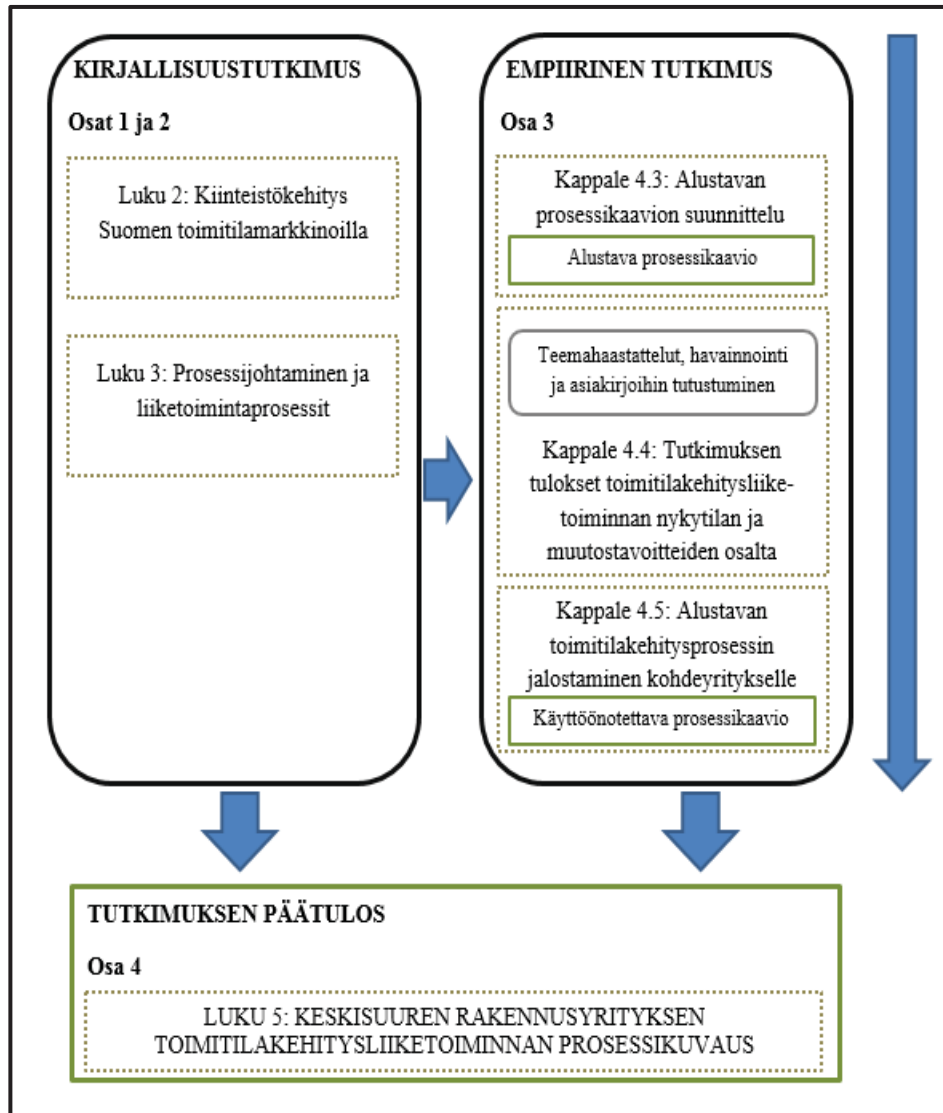 KIRJALLISUUSTUTKIMUS
Osat 1 ja 2
Luku 2: Kiinteistökehitys
Suomen toimitilamarkkinoilla
Luku 3: Prosessijohtaminen ja
liiketoimintaprosessit
EMPIIRINEN TUTKIMUS
Osa 3
Kappale 4.3: Alustavan
prosessikaavion suunnittelu
Alustava prosessikaavio
Teemahaastattelut, havainnointi
ja asiakirjoihin tutustuminen
Kappale 4.4: Tutkimuksen
tulokset toimitilakehitysliike-
toiminnan nykytilan ja
muutostavoitteiden osalta
Kappale 4.5: Alustavan
toimitilakehitysprosessin
jalostaminen kohdeyritykselle
Käyttöönotettava prosessikaavio
TUTKIMUKSEN PÄÄTULOS
Osa 4
LUKU 5: KESKISUUREN RAKENNUSYRITYKSEN
TOIMITILAKEHITYSLIIKETOIMINNAN PROSESSIKUVAUS